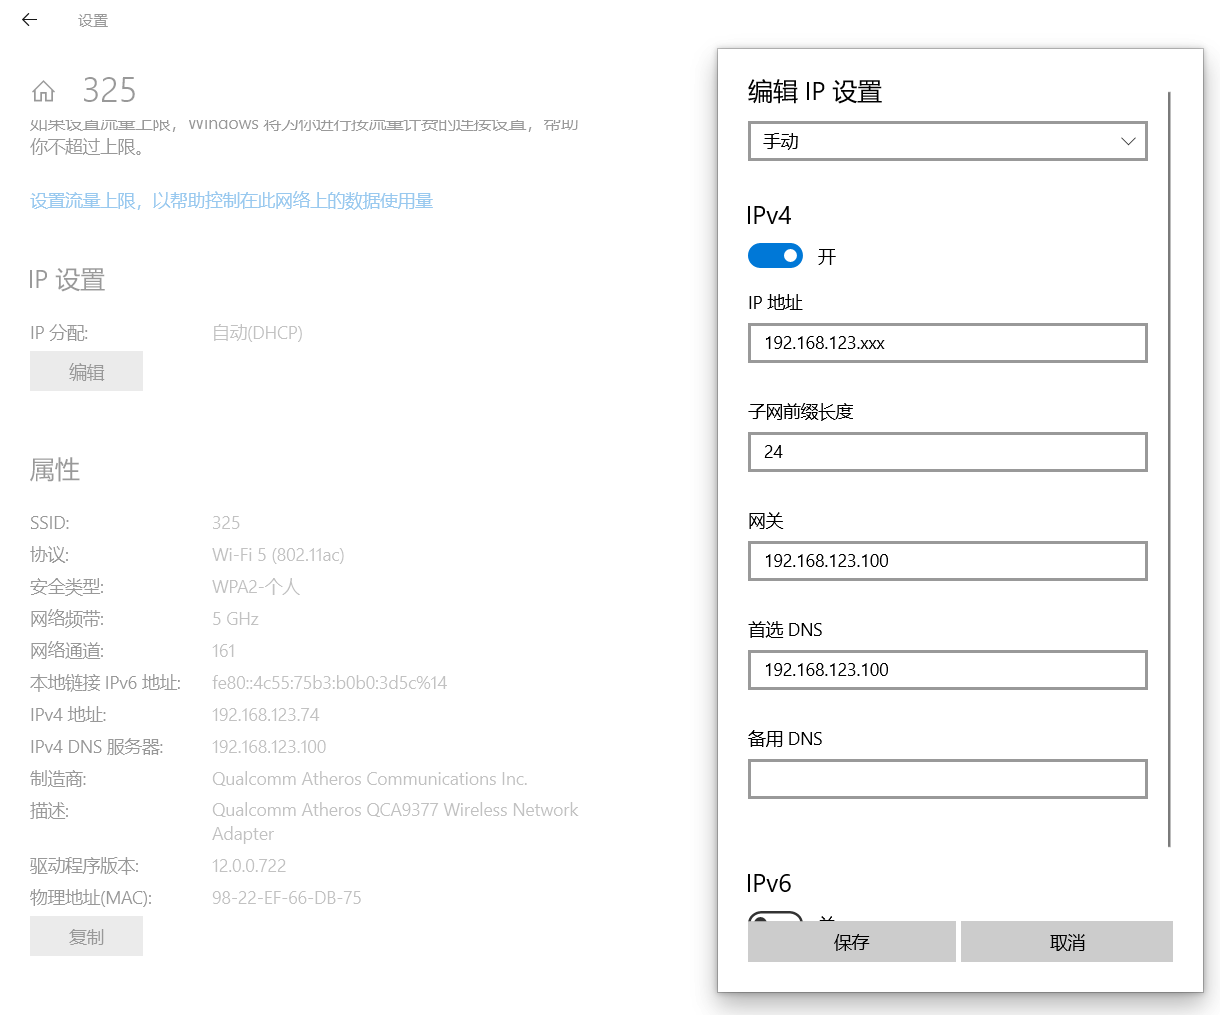 设置
325
如果设置流量上限，Windows 将为你进行按流量计费的连接设置，帮助
你不超过上限。
设置流量上限，以帮助控制在此网络上的数据使用量
IP 设置
IP 分配: 自动(DHCP)
编辑
属性
SSID: 325
协议: Wi-Fi 5 (802.11ac)
安全类型: WPA2-个人
网络频带: 5 GHz
网络通道: 161
本地链接 IPv6 地址: fe80::4c55:75b3:b0b0:3d5c%14
IPv4 地址: 192.168.123.74
IPv4 DNS 服务器: 192.168.123.100
制造商: Qualcomm Atheros Communications Inc.
描述: Qualcomm Atheros QCA9377 Wireless Network
Adapter
驱动程序版本: 12.0.0.722
物理地址(MAC): 98-22-EF-66-DB-75
复制
编辑 IP 设置
手动
IPv4
开
IP 地址
192.168.123.xxx
子网前缀长度
24
网关
192.168.123.100
首选 DNS
192.168.123.100
备用 DNS
IPv6
保存 取消